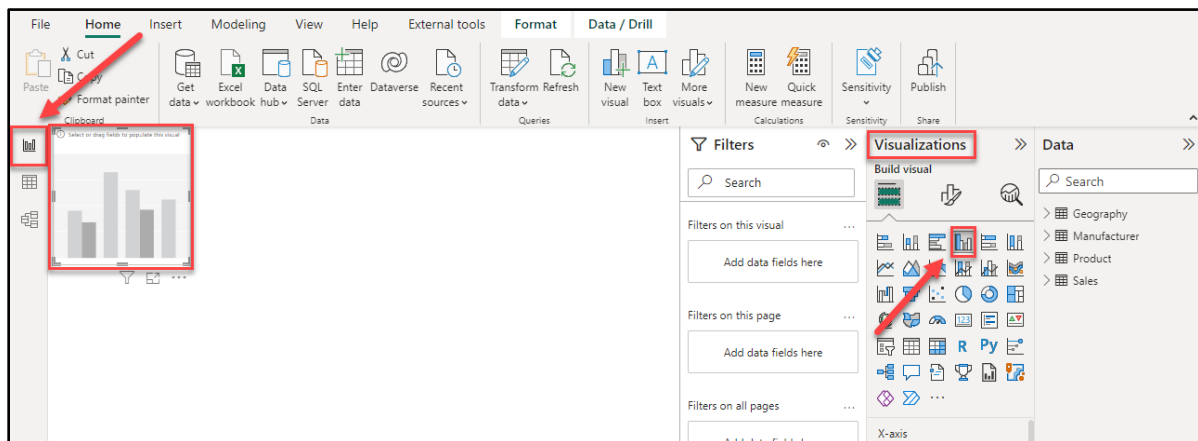 File Home Insert Modeling View Help External tools Format Data / Drill
Paste
Cut
Copy
Format painter
Clipboard
Get data
Excel workbook
Data hub
SQL Server
Enter data
Dataverse
Recent sources
Data
Transform data
Refresh
Queries
New visual
Text box
More visuals
Insert
New measure
Quick measure
Calculations
Sensitivity
Sensitivity
Publish
Share
Select or drag fields to populate this visual
Filters
Search
Filters on this visual
Add data fields here
Filters on this page
Add data fields here
Filters on all pages
Visualizations
Build visual
123
R Py
X-axis
Data
Search
Geography
Manufacturer
Product
Sales